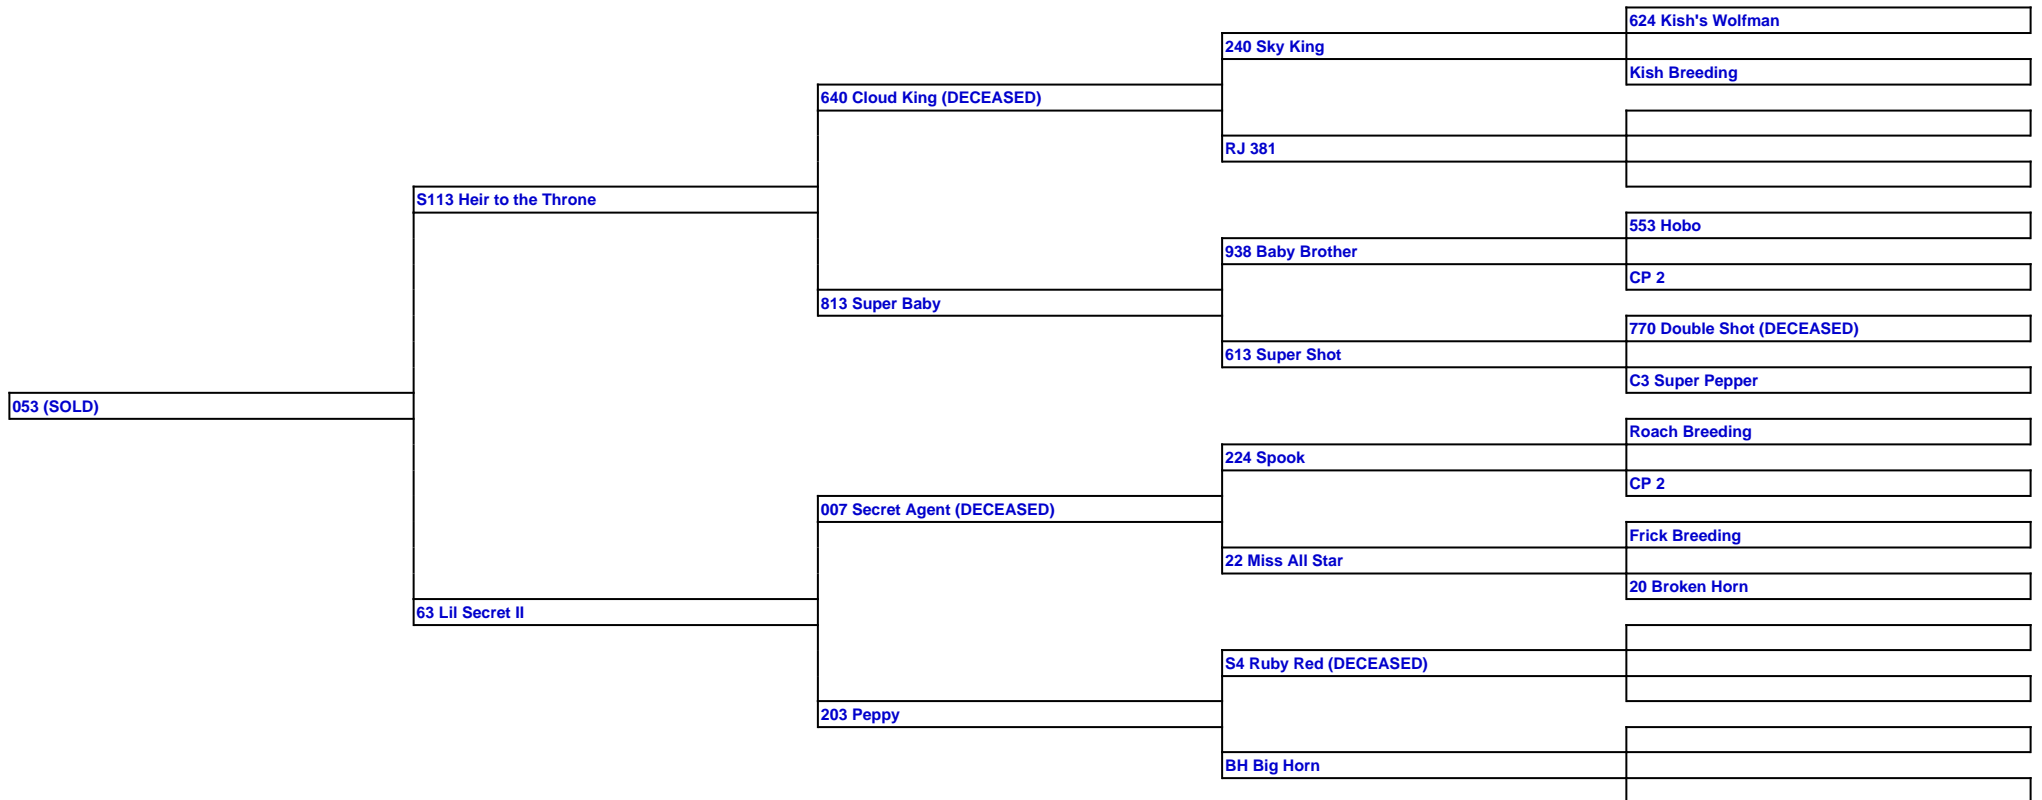 624 Kish's Wolfman
240 Sky King
Kish Breeding
640 Cloud King (DECEASED)
RJ 381
S113 Heir to the Throne
553 Hobo
938 Baby Brother
CP 2
813 Super Baby
770 Double Shot (DECEASED)
613 Super Shot
C3 Super Pepper
053 (SOLD)
Roach Breeding
224 Spook
CP 2
007 Secret Agent (DECEASED)
Frick Breeding
22 Miss All Star
20 Broken Horn
63 Lil Secret II
S4 Ruby Red (DECEASED)
203 Peppy
BH Big Horn